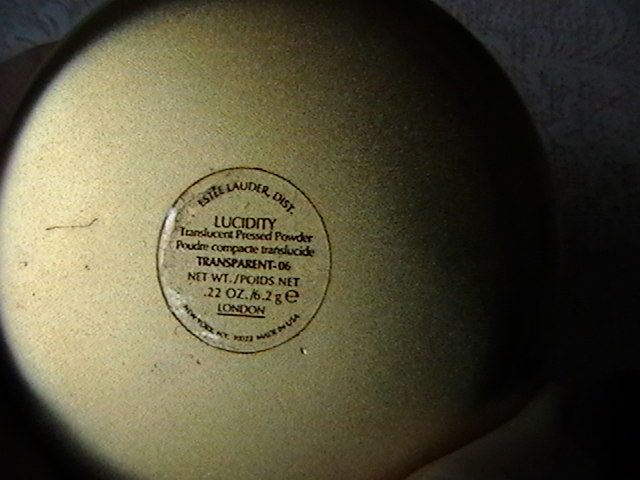 ESTĒE LAUDER, DIST.
LUCIDITY
Translucent Pressed Powder
Poudre compacte translucide
TRANSPARENT-06
NET WT./POIDS NET
.22 OZ./6.2 g ℮
LONDON
NEW YORK, N.Y. 10022 MADE IN USA